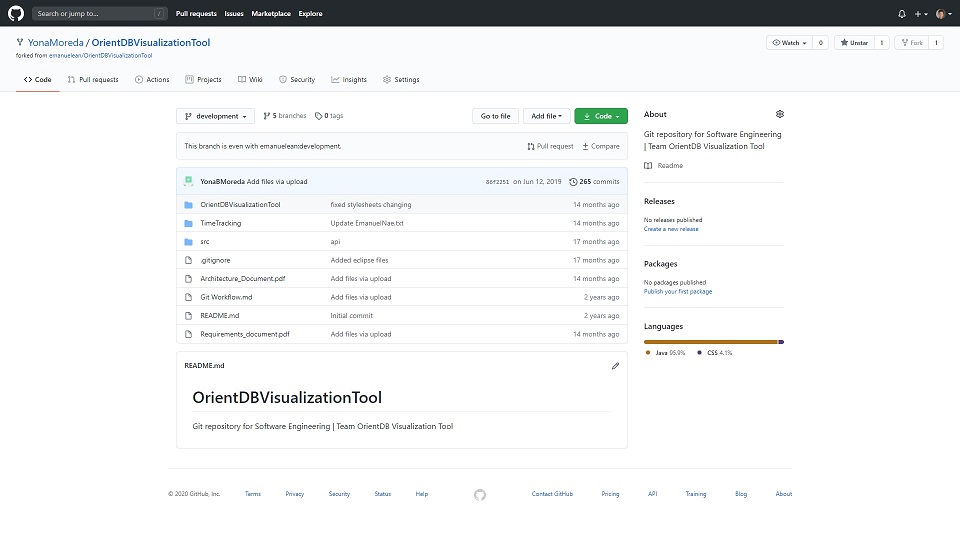 Search or jump to...
/
Pull requests Issues Marketplace Explore
YonaMoreda / OrientDBVisualizationTool
forked from emanuelean/OrientDBVisualizationTool
Watch 0 Unstar 1 Fork 1
Code Pull requests Actions Projects Wiki Security Insights Settings
development 5 branches 0 tags Go to file Add file Code
This branch is even with emanuelean:development. Pull request Compare
YonaBMoreda Add files via upload 86f2251 on Jun 12, 2019 265 commits
OrientDBVisualizationTool fixed stylesheets changing 14 months ago
TimeTracking Update EmanuelNae.txt 14 months ago
src api 17 months ago
.gitignore Added eclipse files 17 months ago
Architecture_Document.pdf Add files via upload 14 months ago
Git Workflow.md Add files via upload 2 years ago
README.md Initial commit 2 years ago
Requirements_document.pdf Add files via upload 14 months ago
README.md
OrientDBVisualizationTool
Git repository for Software Engineering | Team OrientDB Visualization Tool
About
Git repository for Software Engineering
| Team OrientDB Visualization Tool
Readme
Releases
No releases published
Create a new release
Packages
No packages published
Publish your first package
Languages
Java 95.9% CSS 4.1%
© 2020 GitHub, Inc. Terms Privacy Security Status Help Contact GitHub Pricing API Training Blog About